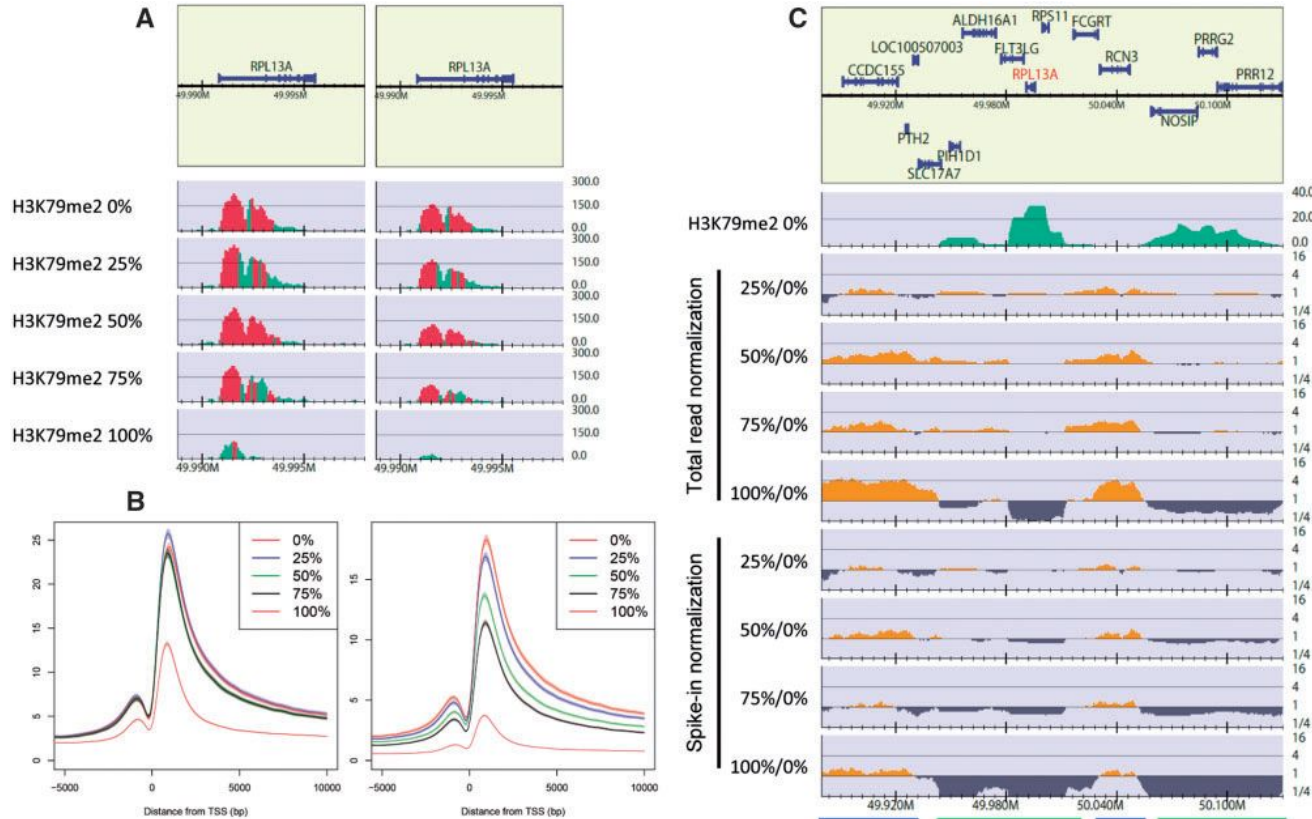 A
RPL13A
49.990M 49.995M
RPL13A
49.990M 49.995M
H3K79me2 0%
300.0
150.0
0.0
H3K79me2 25%
300.0
150.0
0.0
H3K79me2 50%
300.0
150.0
0.0
H3K79me2 75%
300.0
150.0
0.0
H3K79me2 100%
300.0
150.0
49.990M 49.995M
49.990M 49.995M
B
25
20
15
10
5
0
0%
25%
50%
75%
100%
−5000 0 5000 10000
Distance from TSS (bp)
15
10
5
0
0%
25%
50%
75%
100%
−5000 0 5000 10000
Distance from TSS (bp)
C
RPS11
ALDH16A1 FCGRT
LOC100507003 FLT3LG PRRG2
CCDC155 RPL13A RCN3 PRR12
49.920M 49.980M 50.040M 50.100M
NOSIP
PTH2
PIH1D1
SLC17A7
H3K79me2 0%
40.0
20.0
0.0
Total read normalization
25%/0%
16
4
1
1/4
50%/0%
16
4
1
1/4
75%/0%
16
4
1
1/4
100%/0%
16
4
1
1/4
Spike-in normalization
25%/0%
16
4
1
1/4
50%/0%
16
4
1
1/4
75%/0%
16
4
1
1/4
100%/0%
16
4
1
1/4
49.920M 49.980M 50.040M 50.100M